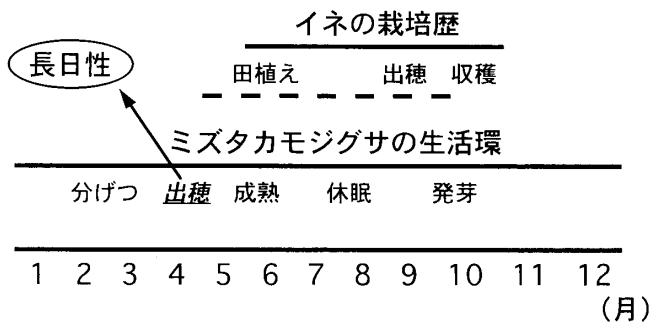 イネの栽培歴
長日性
田植え 出穂 収穫
ミズタカモジグサの生活環
分げつ 出穂 成熟 休眠 発芽
1 2 3 4 5 6 7 8 9 10 11 12
(月)